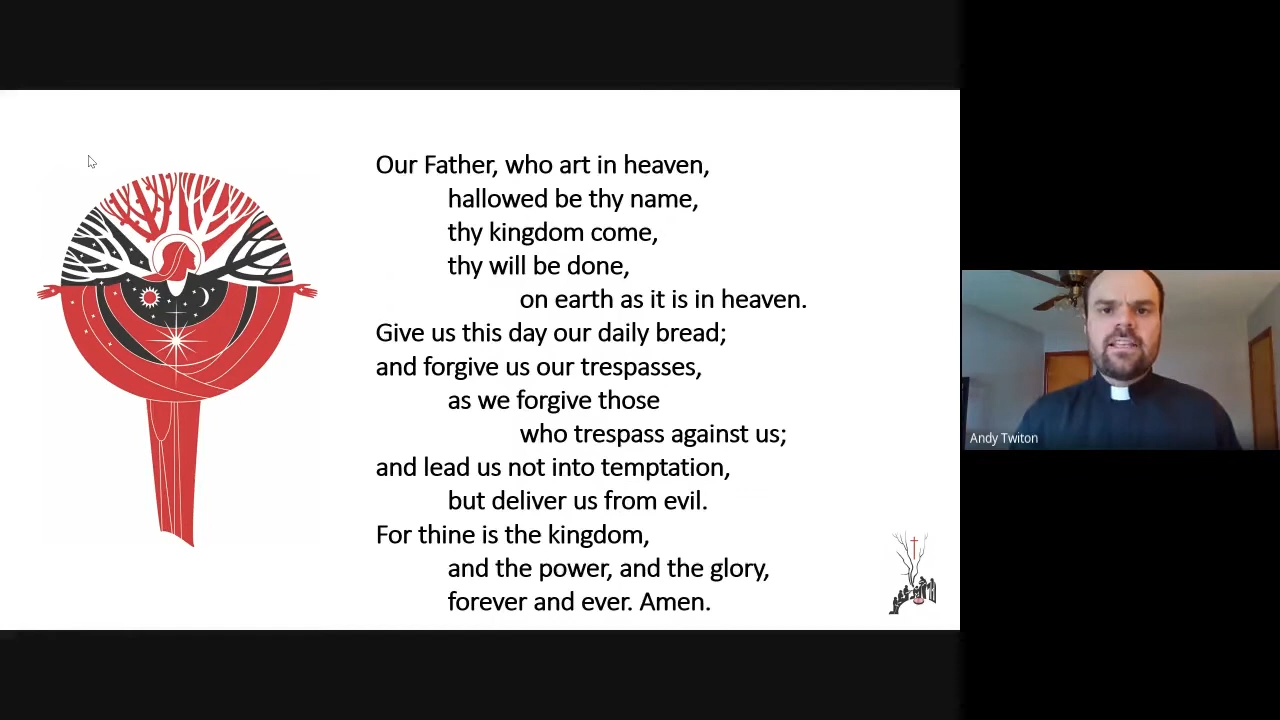 Our Father, who art in heaven,
hallowed be thy name,
thy kingdom come,
thy will be done,
on earth as it is in heaven.
Give us this day our daily bread;
and forgive us our trespasses,
as we forgive those
who trespass against us;
and lead us not into temptation,
but deliver us from evil.
For thine is the kingdom,
and the power, and the glory,
forever and ever. Amen.
Andy Twiton